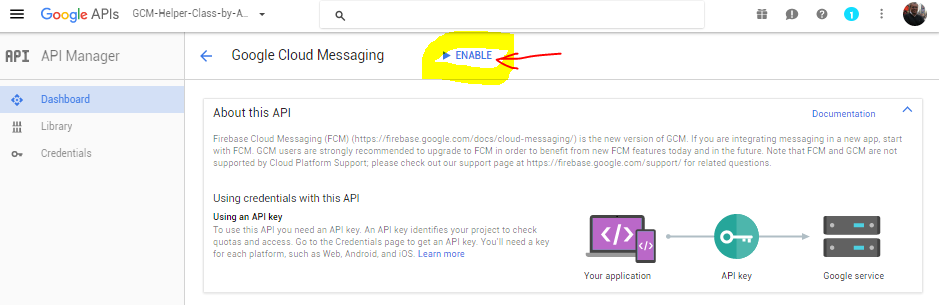 Google APIs GCM-Helper-Class-by-A... 1
API API Manager
Google Cloud Messaging ENABLE
Dashboard
Library
Credentials
About this API
Documentation
Firebase Cloud Messaging (FCM) (https://firebase.google.com/docs/cloud-messaging/) is the new version of GCM. If you are integrating messaging in a new app, start
with FCM. GCM users are strongly recommended to upgrade to FCM in order to benefit from new FCM features today and in the future. Note that FCM and GCM are not
supported by Cloud Platform Support; please check out our support page at https://firebase.google.com/support/ for related questions.
Using credentials with this API
Using an API key
To use this API you need an API key. An API key identifies your project to check
quotas and access. Go to the Credentials page to get an API key. You'll need a key
for each platform, such as Web, Android, and iOS. Learn more
</>
</>
Your application
API key
Google service